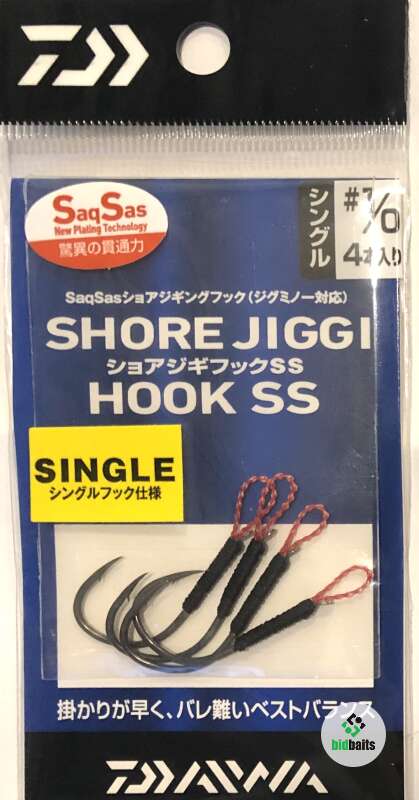 SaqSas
New Plating Technology
驚異の貫通力
シングル
#1/0
4本入り
SaqSasショアジギングフック(ジグミノー対応)
SHORE JIGGI
ショアジギフックSS
HOOK SS
SINGLE
シングルフック仕様
掛かりが早く、バレ難いベストバランス
bidbaits
DAIWA